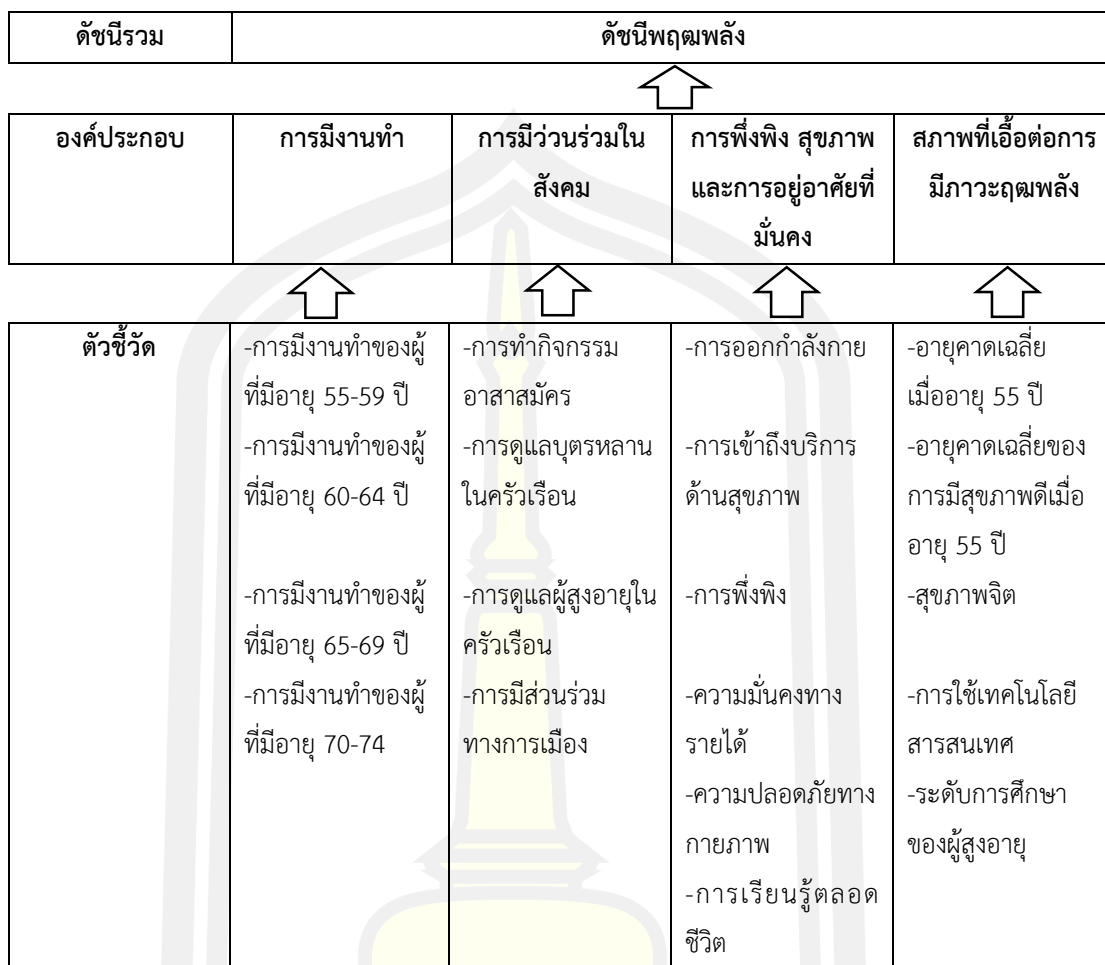 ดัชนีรวม ดัชนีพฤฒพลัง
องค์ประกอบ การมีงานทำ การมีว่วนร่วมใน การพึ่งพิง สุขภาพ สภาพที่เอื้อต่อการ
สังคม และการอยู่อาศัยที่ มีภาวะฤฒพลัง
มั่นคง
ตัวชี้วัด -การมีงานทำของผู้ -การทำกิจกรรม -การออกกำลังกาย -อายุคาดเฉลี่ย
ที่มีอายุ 55-59 ปี อาสาสมัคร เมื่ออายุ 55 ปี
-การมีงานทำของผู้ -การดูแลบุตรหลาน -การเข้าถึงบริการ -อายุคาดเฉลี่ยของ
ที่มีอายุ 60-64 ปี ในครัวเรือน ด้านสุขภาพ การมีสุขภาพดีเมื่อ
อายุ 55 ปี
-การมีงานทำของผู้ -การดูแลผู้สูงอายุใน -การพึ่งพิง -สุขภาพจิต
ที่มีอายุ 65-69 ปี ครัวเรือน
-การมีงานทำของผู้ -การมีส่วนร่วม -ความมั่นคงทาง -การใช้เทคโนโลยี
ที่มีอายุ 70-74 ทางการเมือง รายได้ สารสนเทศ
-ความปลอดภัยทาง -ระดับการศึกษา
กายภาพ ของผู้สูงอายุ
-การเรียนรู้ตลอด
ชีวิต